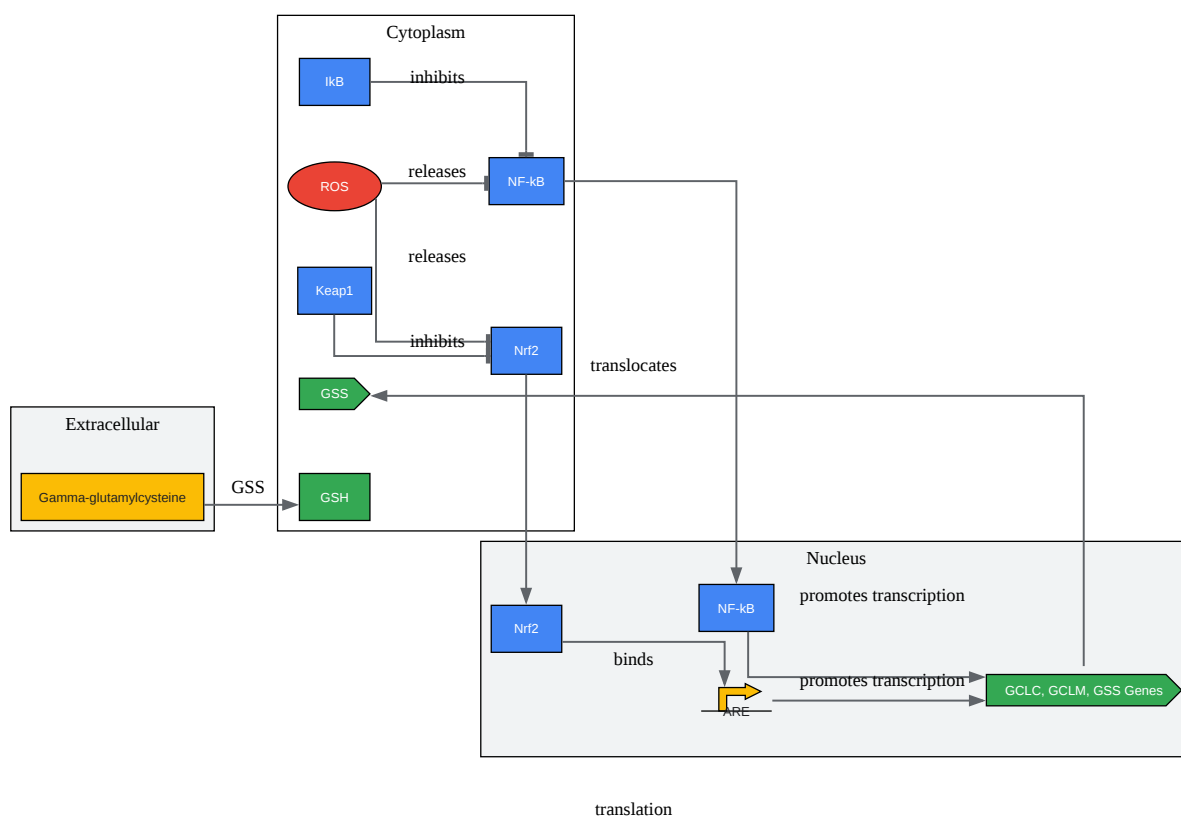 Cytoplasm
IkB
inhibits
ROS
releases
NF-kB
releases
Keap1
inhibits
Nrf2
translocates
GSS
Extracellular
Gamma-glutamylcysteine
GSS
GSH
Nucleus
NF-kB
promotes transcription
Nrf2
binds
promotes transcription
GCLC, GCLM, GSS Genes
ARE
translation